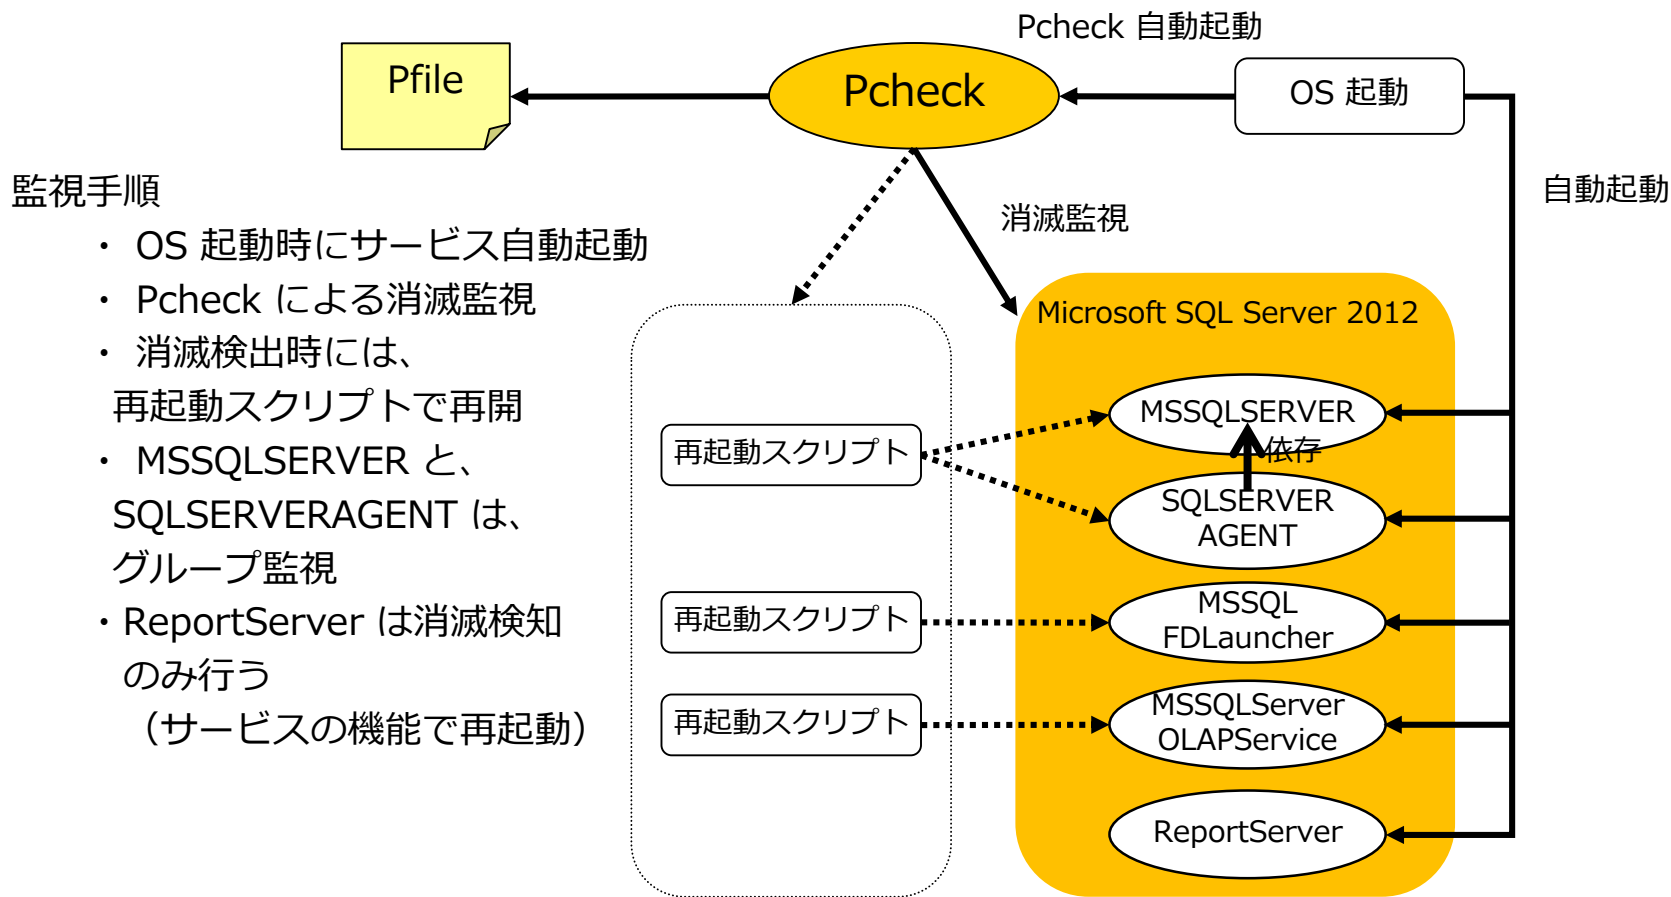 Pcheck 自動起動
Pfile
Pcheck
OS 起動
自動起動
監視手順
・ OS 起動時にサービス自動起動
・ Pcheck による消滅監視
・ 消滅検出時には、
再起動スクリプトで再開
・ MSSQLSERVER と、
SQLSERVERAGENT は、
グループ監視
・ReportServer は消滅検知
のみ行う
（サービスの機能で再起動）
消滅監視
Microsoft SQL Server 2012
再起動スクリプト
MSSQLSERVER
依存
SQLSERVER
AGENT
再起動スクリプト
MSSQL
FDLauncher
再起動スクリプト
MSSQLServer
OLAPService
ReportServer